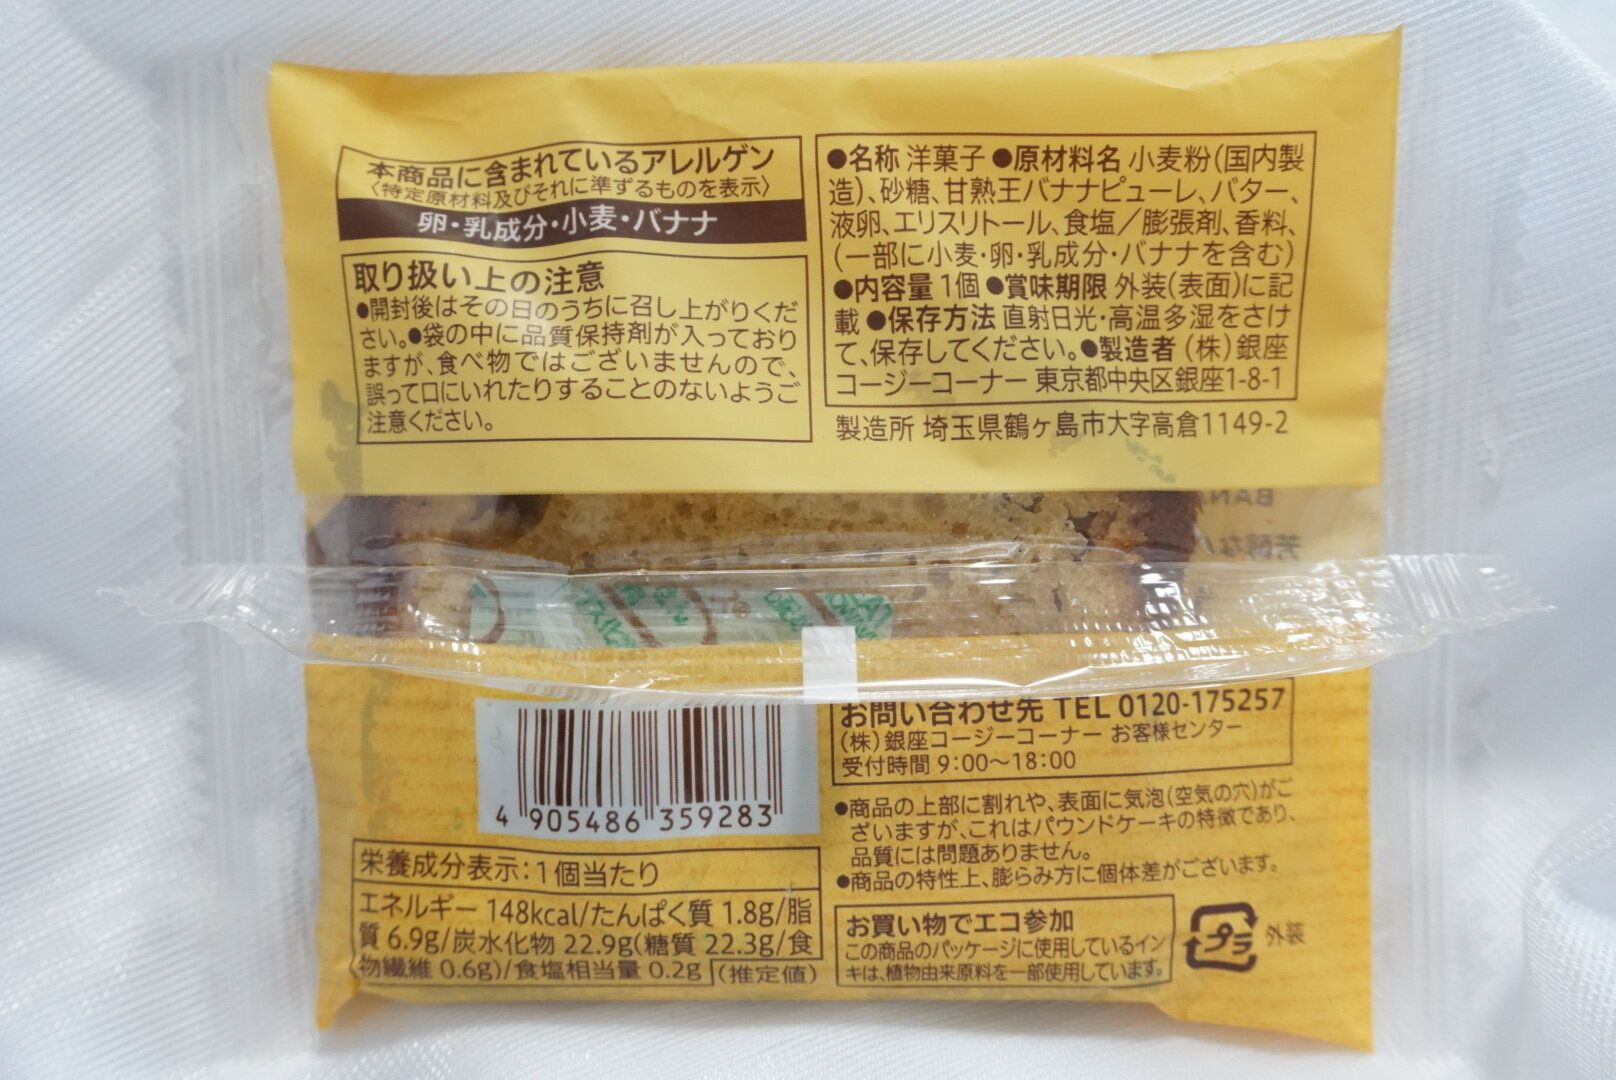 本商品に含まれているアレルゲン
〈特定原材料及びそれに準ずるものを表示〉
卵・乳成分・小麦・バナナ
取り扱い上の注意
●開封後はその日のうちに召し上がりくだ
さい。●袋の中に品質保持剤が入っており
ますが、食べ物ではございませんので、
誤って口にいれたりすることのないようご
注意ください。
●名称 洋菓子 ●原材料名 小麦粉(国内製
造)、砂糖、甘熟王バナナピューレ、バター、
液卵、エリスリトール、食塩／膨張剤、香料、
(一部に小麦・卵・乳成分・バナナを含む)
●内容量 1個 ●賞味期限 外装(表面)に記
載 ●保存方法 直射日光・高温多湿をさけ
て、保存してください。●製造者 (株)銀座
コージーコーナー 東京都中央区銀座1-8-1
製造所 埼玉県鶴ヶ島市大字高倉1149-2
BAN
4 905486 359283
栄養成分表示：1個当たり
エネルギー 148kcal/たんぱく質 1.8g/脂
質 6.9g/炭水化物 22.9g(糖質 22.3g/食
物繊維 0.6g)/食塩相当量 0.2g (推定値)
お問い合わせ先 TEL 0120-175257
(株)銀座コージーコーナー お客様センター
受付時間 9:00〜18:00
●商品の上部に割れや、表面に気泡(空気の穴)がご
ざいますが、これはパウンドケーキの特徴であり、
品質には問題ありません。
●商品の特性上、膨らみ方に個体差がございます。
お買い物でエコ参加
この商品のパッケージに使用しているイン
キは、植物由来原料を一部使用しています。
プラ 外装